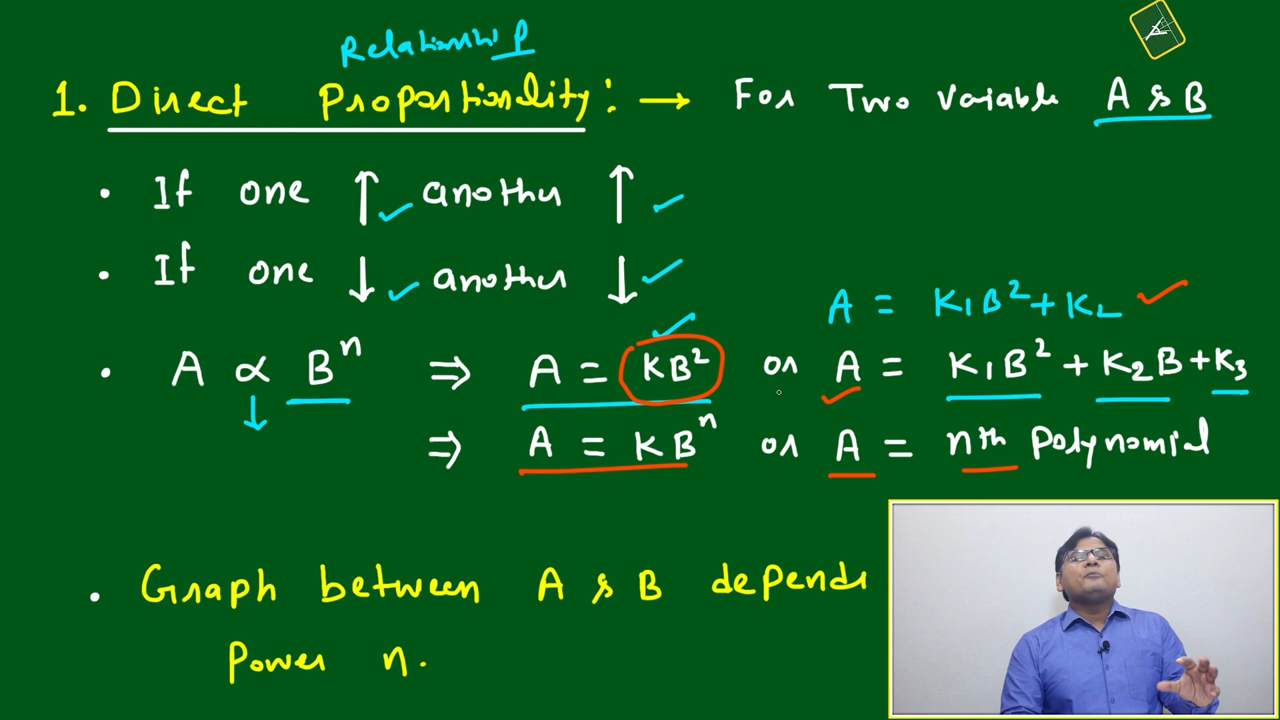 Relationship
1. Direct Proportionality: → For Two Variable A & B
• If one ↑ another ↑
• If one ↓ another ↓
A = K₁B² + K₂
• A ∝ Bⁿ ⇒ A = KB² or A = K₁B² + K₂B + K₃
⇒ A = KBⁿ or A = nth Polynomial
• Graph between A & B depends
Power n.